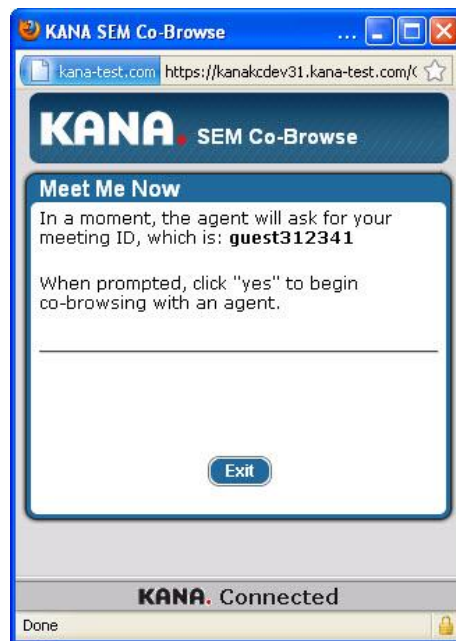 KANA SEM Co-Browse ...
kana-test.com https://kanakcdev31.kana-test.com/
KANA. SEM Co-Browse
Meet Me Now
In a moment, the agent will ask for your
meeting ID, which is: guest312341
When prompted, click "yes" to begin
co-browsing with an agent.
Exit
KANA. Connected
Done